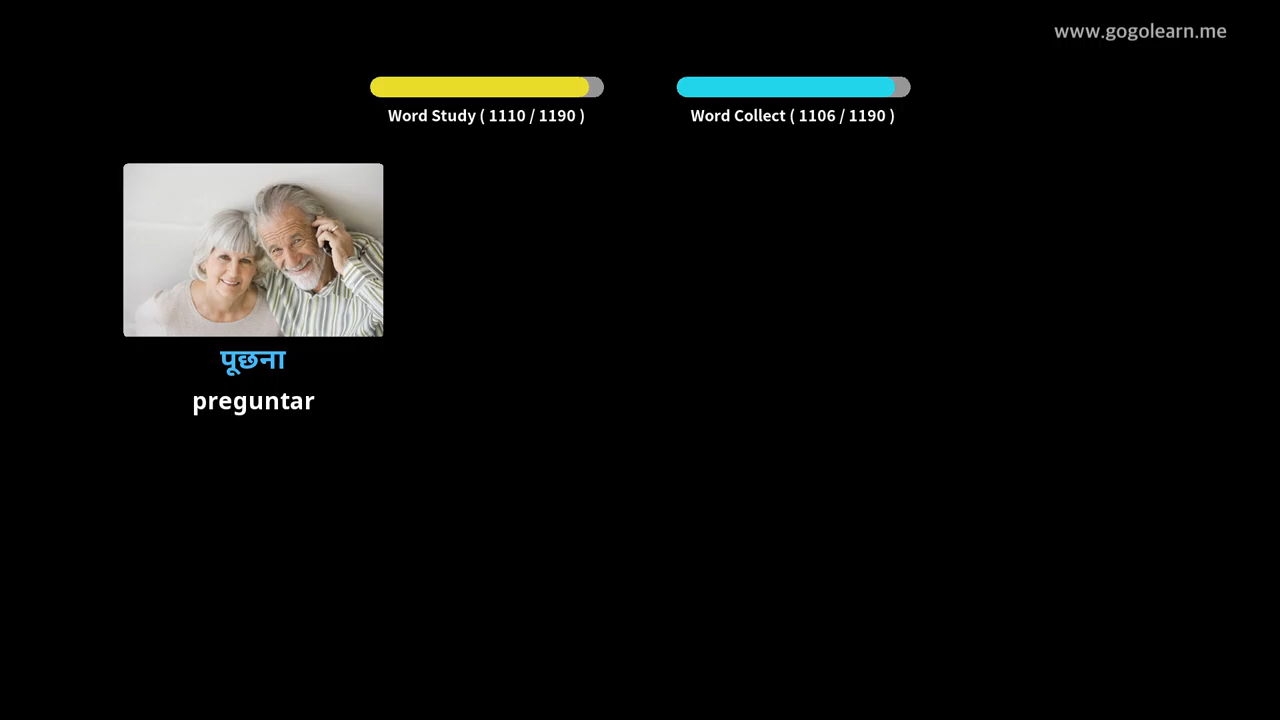 www.gogolearn.me
Word Study ( 1110 / 1190 )
Word Collect ( 1106 / 1190 )
पूछना
preguntar